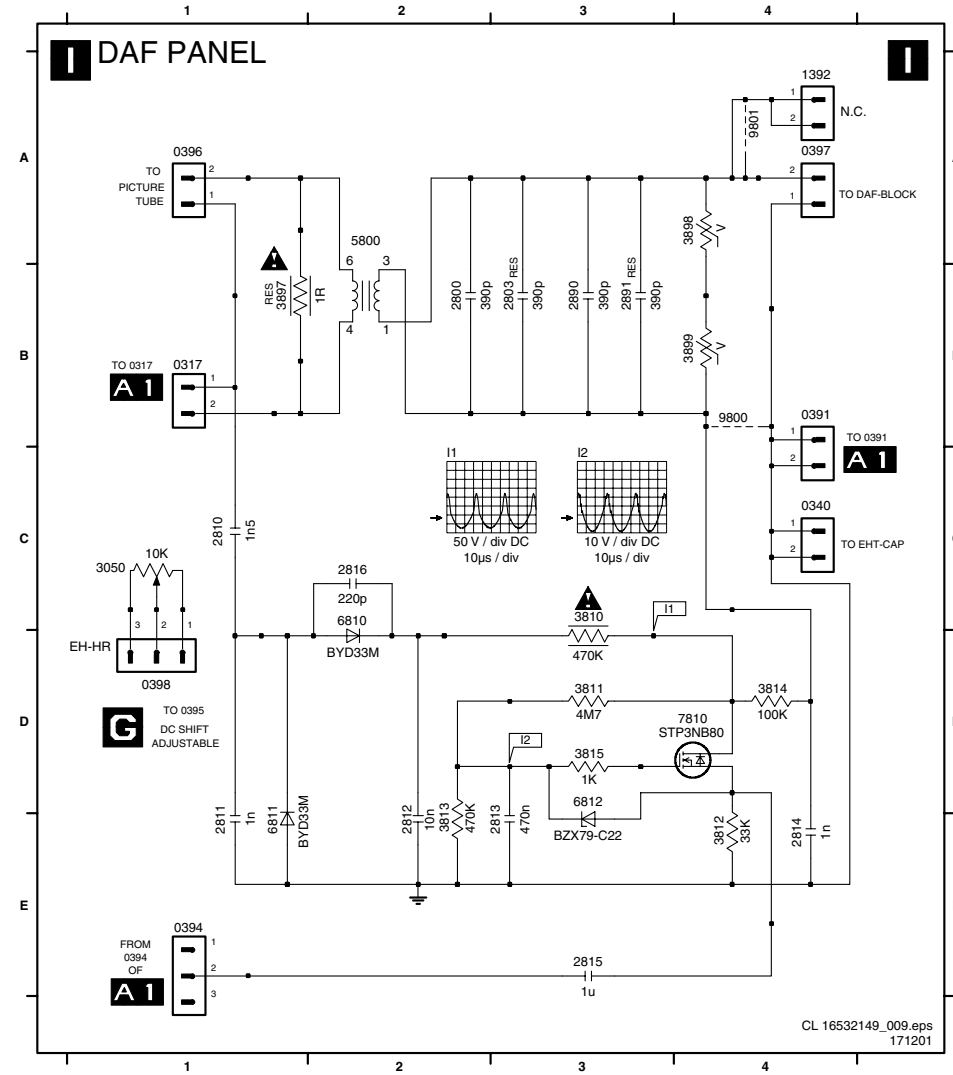 1 2 3 4
I DAF PANEL
I
1392
1
2
N.C.
9801
A
0396
TO
PICTURE
TUBE
2
1
0397
2
1
TO DAF-BLOCK
3898
V
5800
6 3
4 1
RES
3897
1R
2800
390p
2803 RES
390p
2890
390p
2891 RES
390p
B
3899
V
TO 0317
A 1
0317
1
2
9800
0391
1
2
TO 0391
A 1
I1
50 V / div DC
10µs / div
I2
10 V / div DC
10µs / div
C
2810
1n5
0340
1
2
TO EHT-CAP
10K
3050
3 2 1
EH-HR
0398
2816
220p
6810
BYD33M
3810
470K
I1
D
G
TO 0395
DC SHIFT
ADJUSTABLE
3811
4M7
3814
100K
7810
STP3NB80
I2
3815
1K
6812
BZX79-C22
2811
1n
6811
BYD33M
2812
10n
3813
470K
2813
470n
3812
33K
2814
1n
E
0394
FROM
0394
OF
A 1
1
2
3
2815
1u
CL 16532149_009.eps
171201
1 2 3 4